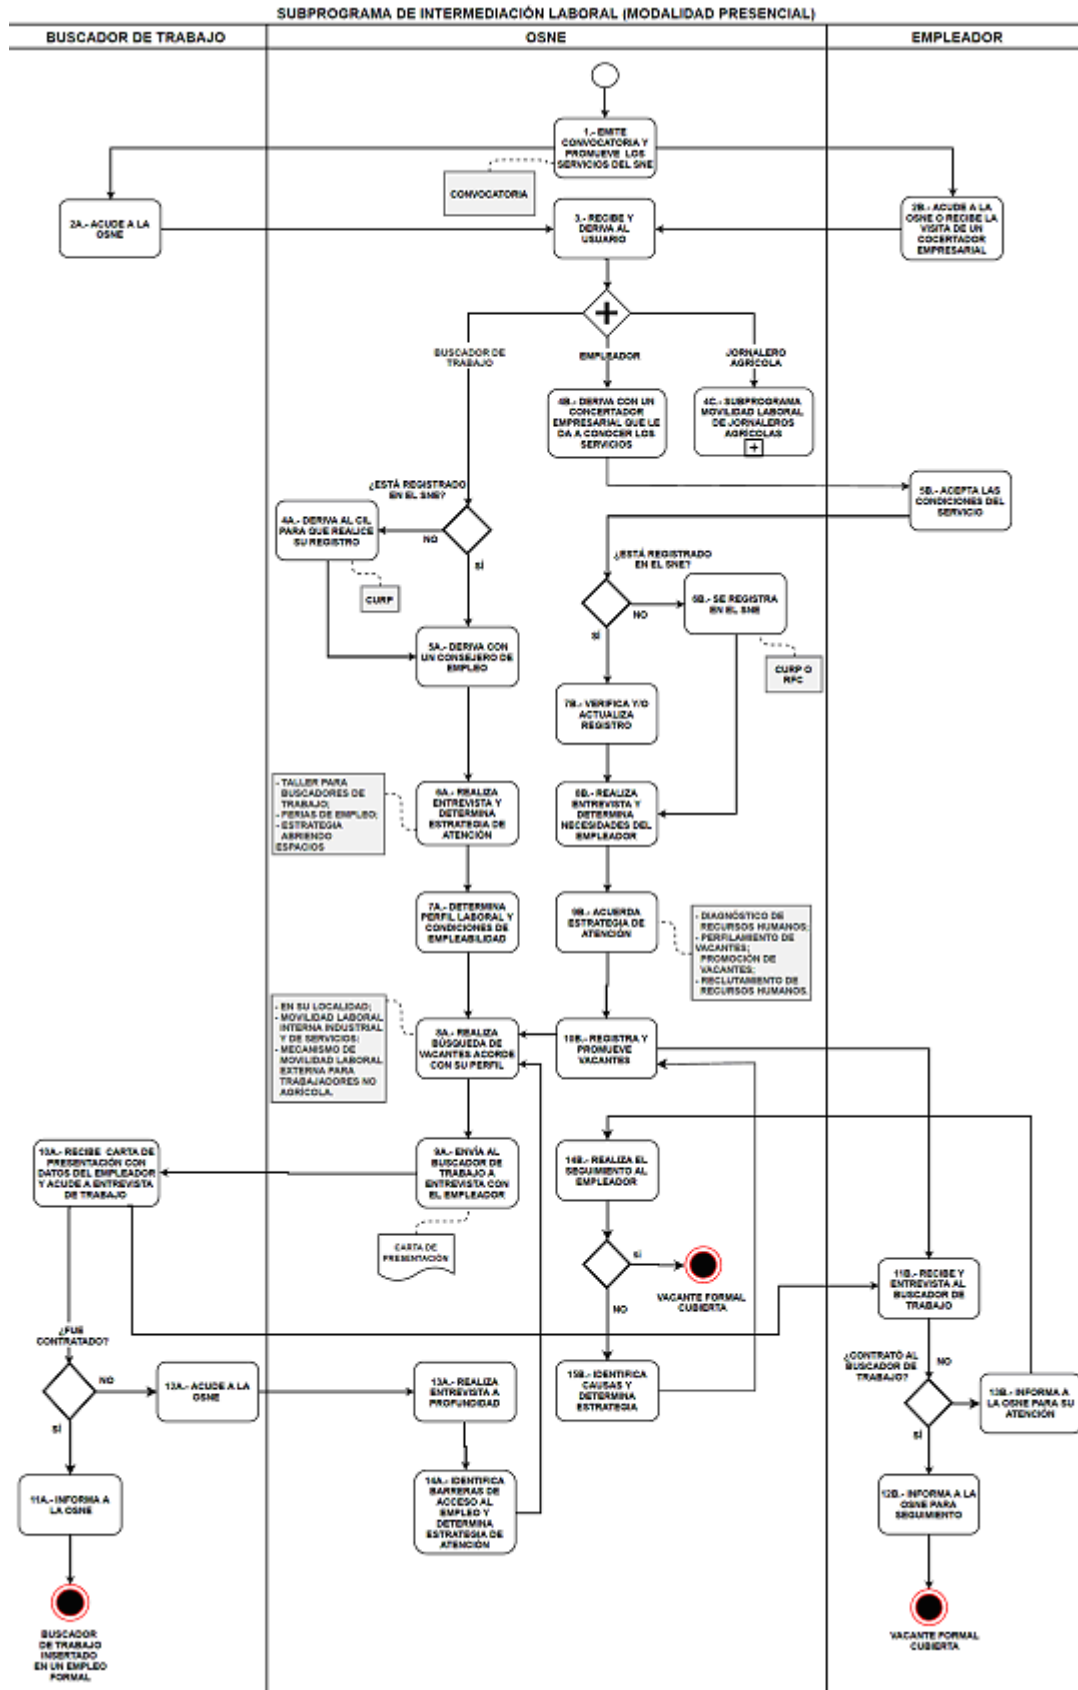 SUBPROGRAMA DE INTERMEDIACIÓN LABORAL (MODALIDAD PRESENCIAL)
BUSCADOR DE TRABAJO
OSNE
EMPLEADOR
1.- EMITE
CONVOCATORIA Y
PROMUEVE LOS
SERVICIOS DEL SNE
CONVOCATORIA
2A.- ACUDE A LA
OSNE
3.- RECIBE Y
DERIVA AL
USUARIO
2B.- ACUDE A LA
OSNE O RECIBE LA
VISITA DE UN
COCERTADOR
EMPRESARIAL
BUSCADOR DE
TRABAJO
EMPLEADOR
JORNALERO
AGRÍCOLA
4B.- DERIVA CON UN
CONCERTADOR
EMPRESARIAL QUE LE
DA A CONOCER LOS
SERVICIOS
4C.- SUBPROGRAMA
MOVILIDAD LABORAL
DE JORNALEROS
AGRÍCOLAS
¿ESTÁ REGISTRADO
EN EL SNE?
4A.- DERIVA AL CIL
PARA QUE REALICE
SU REGISTRO
NO
SÍ
CURP
5B.- ACEPTA LAS
CONDICIONES DEL
SERVICIO
¿ESTÁ REGISTRADO
EN EL SNE?
NO
SÍ
6B.- SE REGISTRA
EN EL SNE
CURP O
RFC
5A.- DERIVA CON
UN CONSEJERO DE
EMPLEO
7B.- VERIFICA Y/O
ACTUALIZA
REGISTRO
- TALLER PARA
BUSCADORES DE
TRABAJO;
- FERIAS DE EMPLEO;
- ESTRATEGIA
ABRIENDO
ESPACIOS
6A.- REALIZA
ENTREVISTA Y
DETERMINA
ESTRATEGIA DE
ATENCIÓN
8B.- REALIZA
ENTREVISTA Y
DETERMINA
NECESIDADES DEL
EMPLEADOR
7A.- DETERMINA
PERFIL LABORAL Y
CONDICIONES DE
EMPLEABILIDAD
9B.- ACUERDA
ESTRATEGIA DE
ATENCIÓN
- DIAGNÓSTICO DE
RECURSOS HUMANOS;
- PERFILAMIENTO DE
VACANTES;
PROMOCIÓN DE
VACANTES;
- RECLUTAMIENTO DE
RECURSOS HUMANOS.
- EN SU LOCALIDAD;
- MOVILIDAD LABORAL
INTERNA INDUSTRIAL
Y DE SERVICIOS;
- MECANISMO DE
MOVILIDAD LABORAL
EXTERNA PARA
TRABAJADORES NO
AGRÍCOLA.
8A.- REALIZA
BÚSQUEDA DE
VACANTES ACORDE
CON SU PERFIL
10B.- REGISTRA Y
PROMUEVE
VACANTES
10A.- RECIBE CARTA DE
PRESENTACIÓN CON
DATOS DEL EMPLEADOR
Y ACUDE A ENTREVISTA
DE TRABAJO
9A.- ENVÍA AL
BUSCADOR DE
TRABAJO A
ENTREVISTA CON
EL EMPLEADOR
CARTA DE
PRESENTACIÓN
14B.- REALIZA EL
SEGUIMIENTO AL
EMPLEADOR
SÍ
NO
VACANTE FORMAL
CUBIERTA
11B.- RECIBE Y
ENTREVISTA AL
BUSCADOR DE
TRABAJO
¿FUE
CONTRATADO?
NO
SÍ
12A.- ACUDE A LA
OSNE
13A.- REALIZA
ENTREVISTA A
PROFUNDIDAD
15B.- IDENTIFICA
CAUSAS Y
DETERMINA
ESTRATEGIA
¿CONTRATÓ AL
BUSCADOR DE
TRABAJO?
NO
SÍ
13B.- INFORMA A
LA OSNE PARA SU
ATENCIÓN
11A.- INFORMA A
LA OSNE
14A.- IDENTIFICA
BARRERAS DE
ACCESO AL
EMPLEO Y
DETERMINA
ESTRATEGIA DE
ATENCIÓN
12B.- INFORMA A LA
OSNE PARA
SEGUIMIENTO
BUSCADOR
DE TRABAJO
INSERTADO
EN UN EMPLEO
FORMAL
VACANTE FORMAL
CUBIERTA